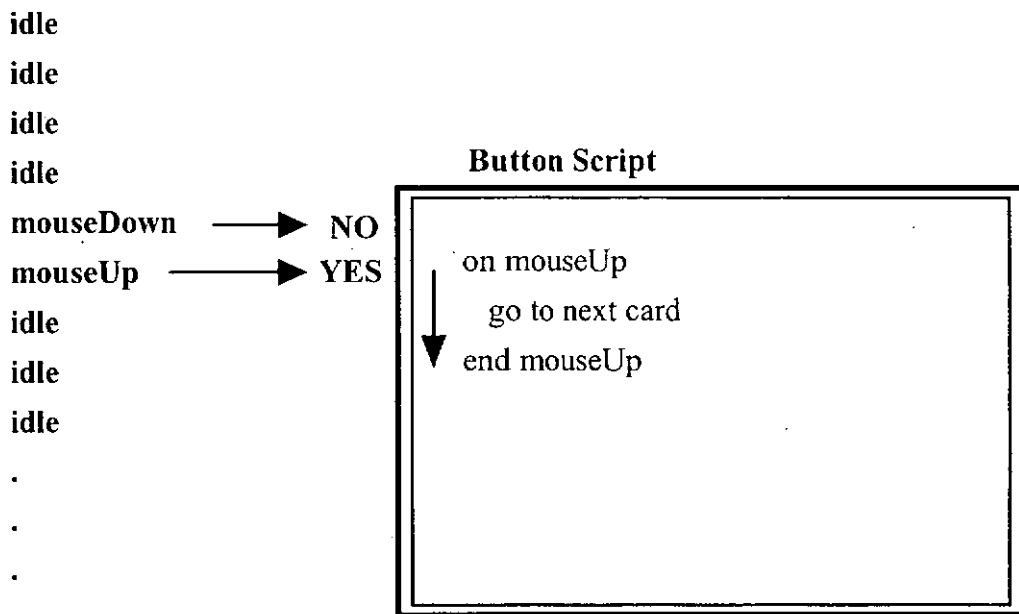 idle
idle
idle
idle
Button Script
mouseDown NO
mouseUp YES
on mouseUp
go to next card
end mouseUp
idle
idle
idle
.
.
.